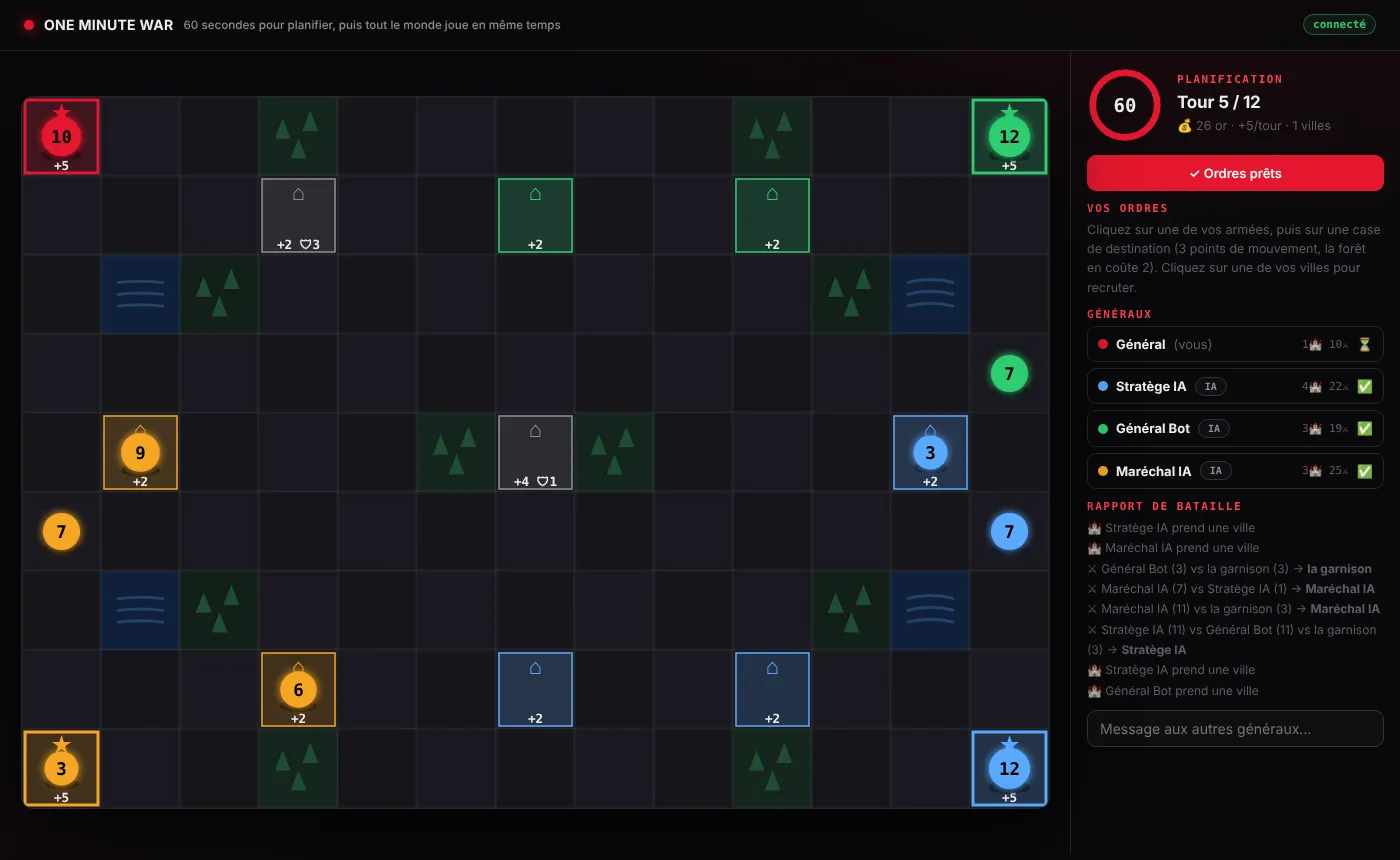 ONE MINUTE WAR 60 secondes pour planifier, puis tout le monde joue en même temps
connecté
10
+5
12
+5
+2 ♡3
+2
+2
7
9
+2
+4 ♡1
3
+2
7
7
6
+2
+2
+2
3
+5
12
+5
60
PLANIFICATION
Tour 5 / 12
💰 26 or · +5/tour · 1 villes
✓ Ordres prêts
VOS ORDRES
Cliquez sur une de vos armées, puis sur une case
de destination (3 points de mouvement, la forêt
en coûte 2). Cliquez sur une de vos villes pour
recruter.
GÉNÉRAUX
Général (vous) 1🏰 10⚔ ⏳
Stratège IA IA 4🏰 22⚔ ✅
Général Bot IA 3🏰 19⚔ ✅
Maréchal IA IA 3🏰 25⚔ ✅
RAPPORT DE BATAILLE
🏰 Stratège IA prend une ville
🏰 Maréchal IA prend une ville
⚔ Général Bot (3) vs la garnison (3) → la garnison
⚔ Maréchal IA (7) vs Stratège IA (1) → Maréchal IA
⚔ Maréchal IA (11) vs la garnison (3) → Maréchal IA
⚔ Stratège IA (11) vs Général Bot (11) vs la garnison
(3) → Stratège IA
🏰 Stratège IA prend une ville
🏰 Général Bot prend une ville
Message aux autres généraux...